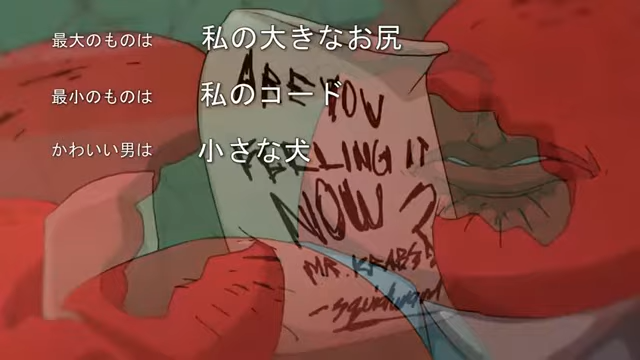 最大のものは 私の大きなお尻
最小のものは 私のコード
かわいい男は 小さな犬
ARE YOU
FEELING IT
NOW?
MR. KRABS
-squidward